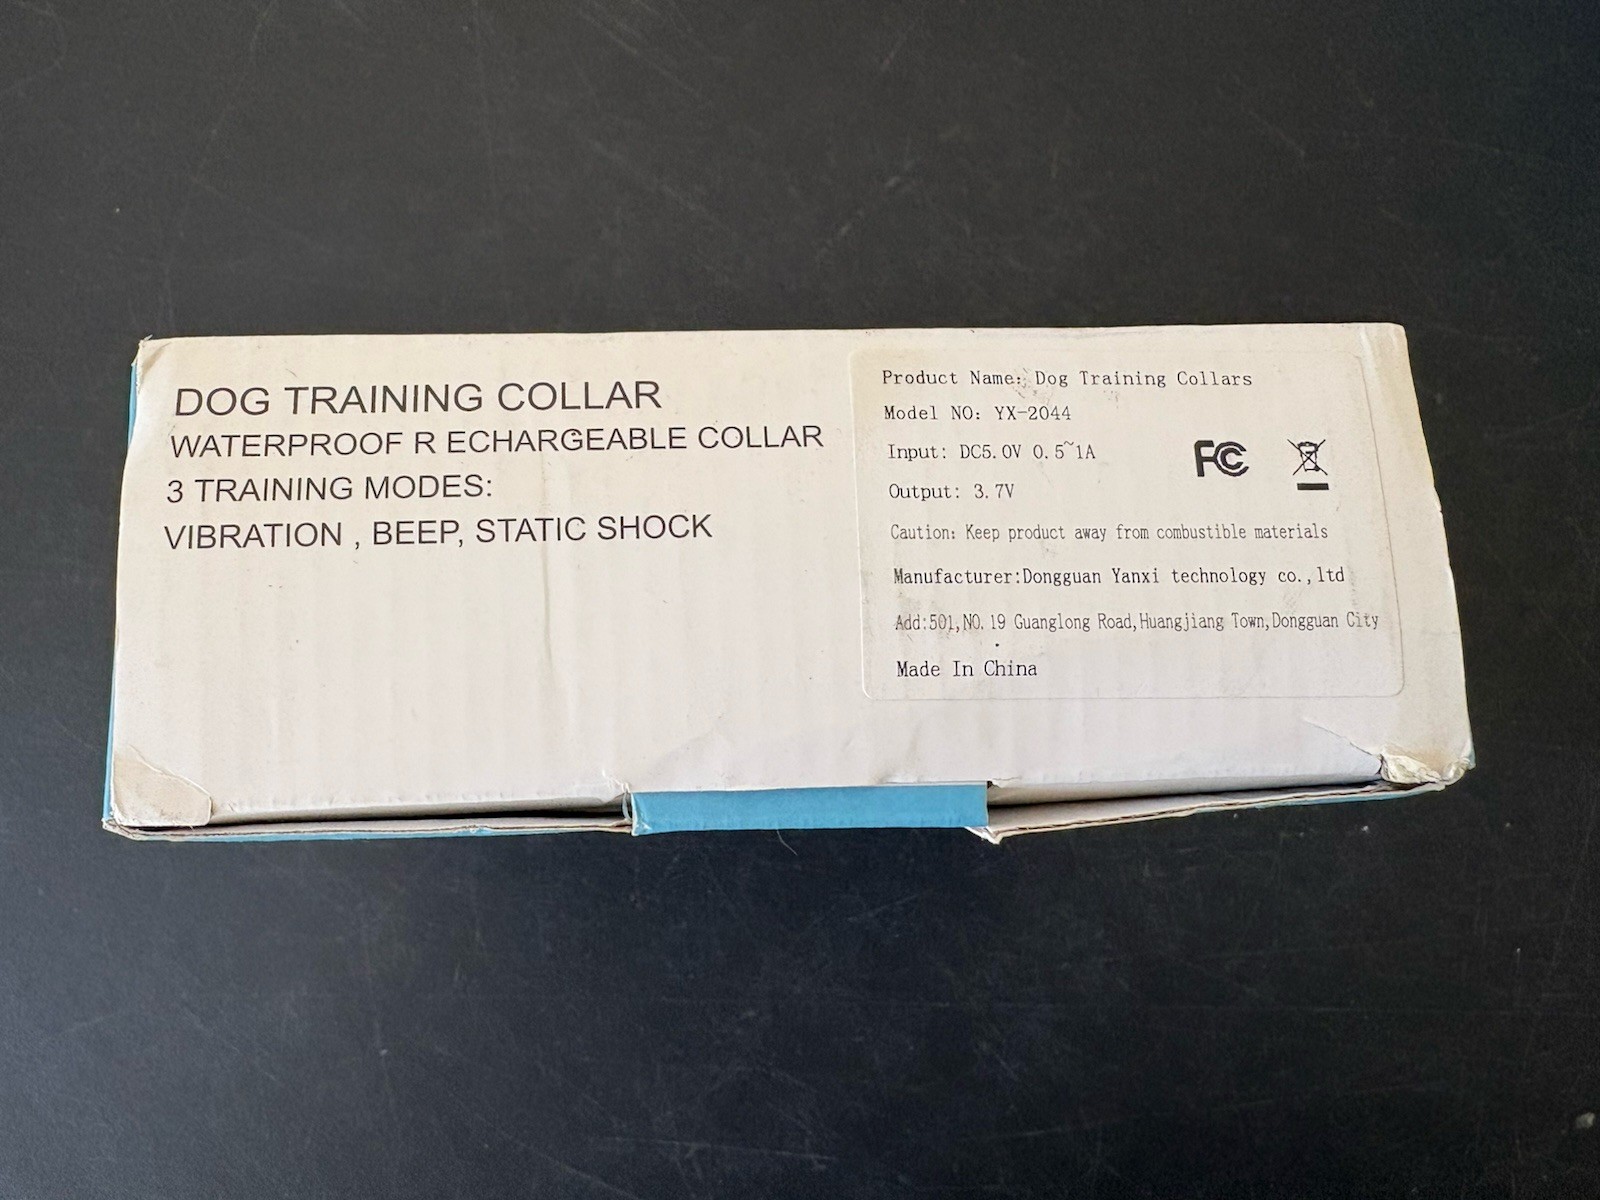 DOG TRAINING COLLAR
WATERPROOF R ECHARGEABLE COLLAR
3 TRAINING MODES:
VIBRATION , BEEP, STATIC SHOCK
Product Name: Dog Training Collars
Model NO: YX-2044
Input: DC5.0V 0.5~1A
Output: 3.7V
FC
Caution: Keep product away from combustible materials
Manufacturer:Dongguan Yanxi technology co.,ltd
Add:501,NO.19 Guanglong Road,Huangjiang Town,Dongguan City
Made In China